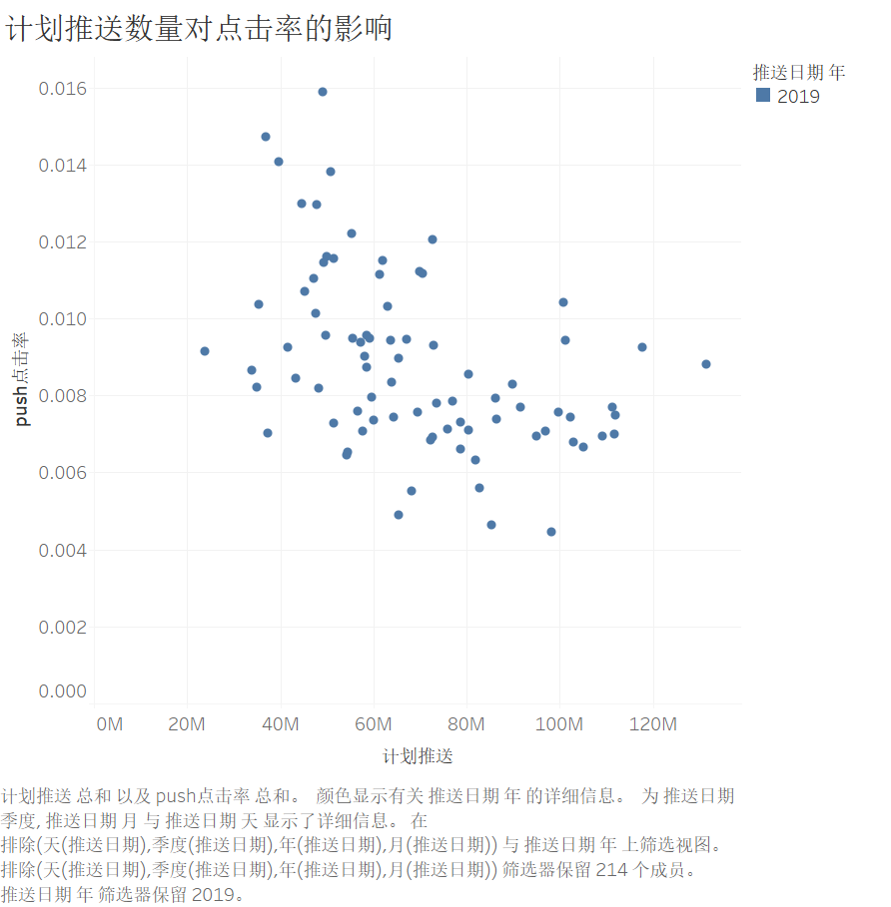 计划推送数量对点击率的影响
推送日期 年
2019
0.016
0.014
0.012
0.010
0.008
0.006
0.004
0.002
0.000
push点击率
0M 20M 40M 60M 80M 100M 120M
计划推送
计划推送 总和 以及 push点击率 总和。 颜色显示有关 推送日期 年 的详细信息。 为 推送日期
季度, 推送日期 月 与 推送日期 天 显示了详细信息。 在
排除(天(推送日期),季度(推送日期),年(推送日期),月(推送日期)) 与 推送日期 年 上筛选视图。
排除(天(推送日期),季度(推送日期),年(推送日期),月(推送日期)) 筛选器保留 214 个成员。
推送日期 年 筛选器保留 2019。